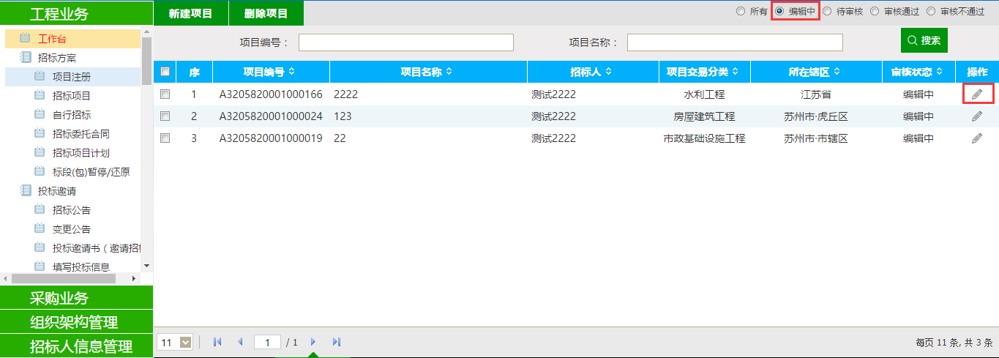 工程业务
工作台
招标方案
项目注册
招标项目
自行招标
招标委托合同
招标项目计划
标段(包)暂停/还原
投标邀请
招标公告
变更公告
投标邀请书（邀请招标
填写投标信息
采购业务
组织架构管理
招标人信息管理
新建项目 删除项目 所有 编辑中 待审核 审核通过 审核不通过
项目编号： 项目名称： 搜索
序 项目编号 项目名称 招标人 项目交易分类 所在辖区 审核状态 操作
1 A3205820001000166 2222 测试2222 水利工程 江苏省 编辑中
2 A3205820001000024 123 测试2222 房屋建筑工程 苏州市·虎丘区 编辑中
3 A3205820001000019 22 测试2222 市政基础设施工程 苏州市·市辖区 编辑中
11 1 / 1 每页 11 条, 共 3 条